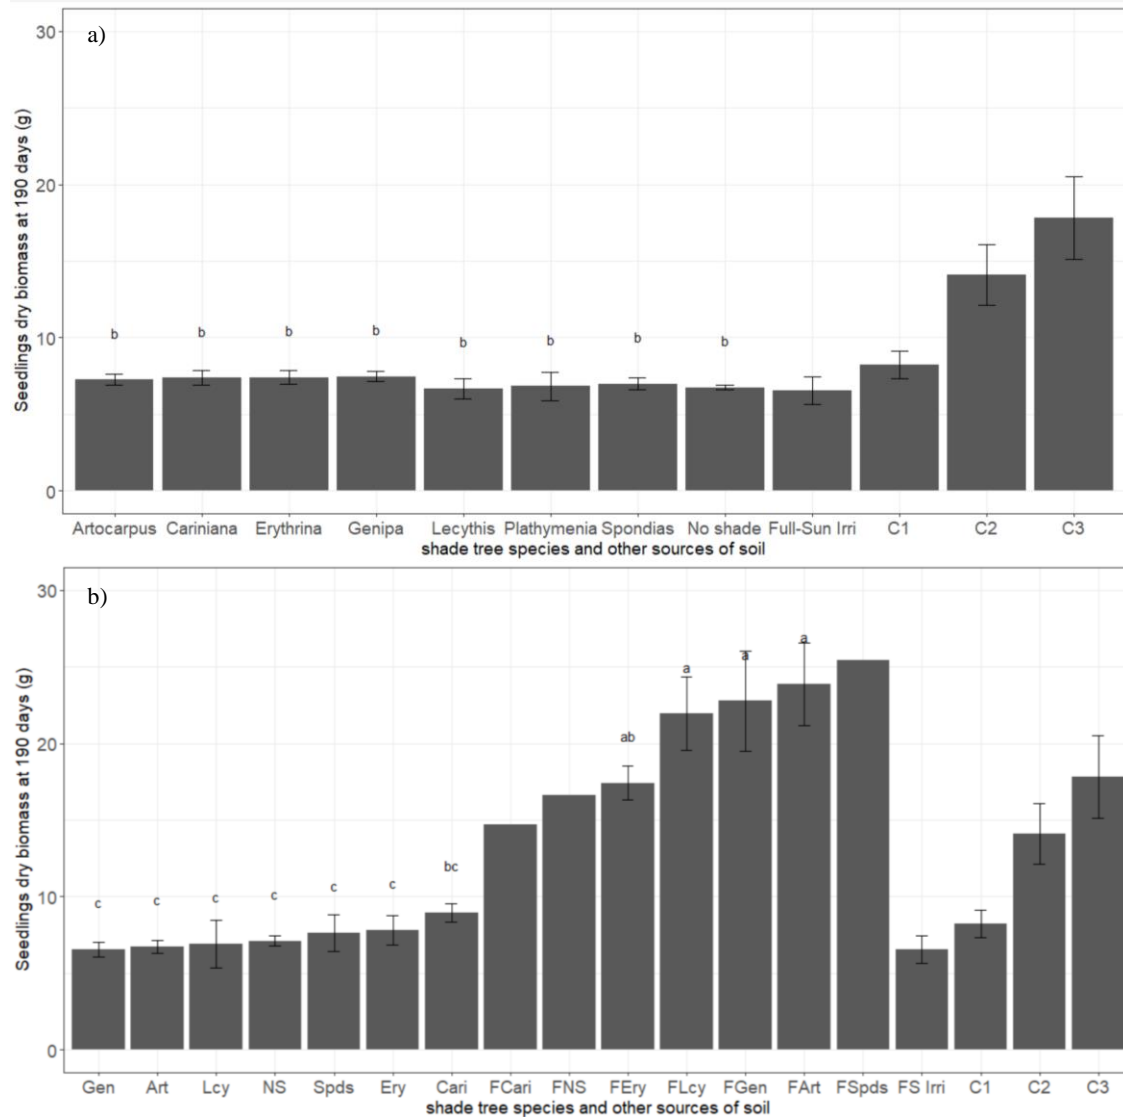 a)
30
20
10
0
Seedlings dry biomass at 190 days (g)
b b b b b b b b
Artocarpus Cariniana Erythrina Genipa Lecythis Plathymenia Spondias No shade Full-Sun Irri C1 C2 C3
shade tree species and other sources of soil
b)
30
20
10
0
Seedlings dry biomass at 190 days (g)
c c c c c c bc ab a a a
Gen Art Lcy NS Spds Ery Cari FCari FNS FEry FLcy FGen FArt FSpds FS Irri C1 C2 C3
shade tree species and other sources of soil